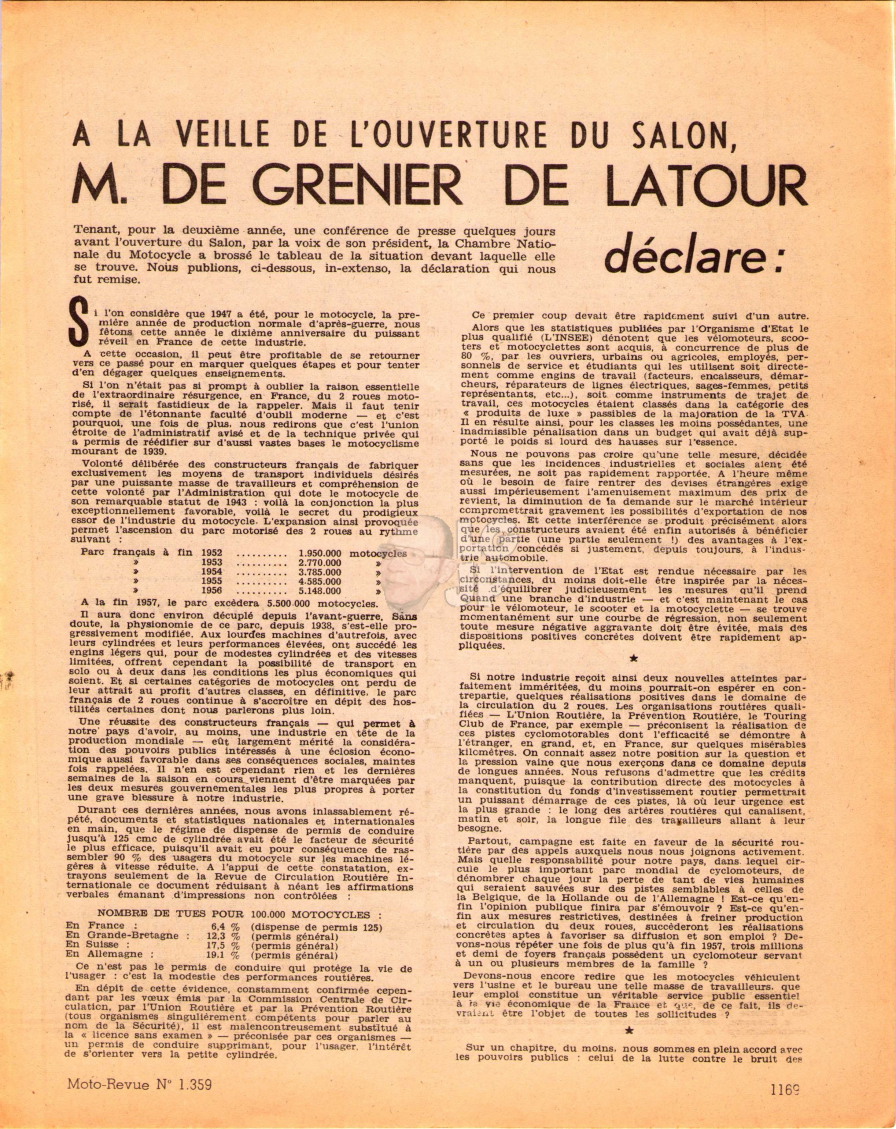 A LA VEILLE DE L'OUVERTURE DU SALON,
M. DE GRENIER DE LATOUR
déclare :
Tenant, pour la deuxième année, une conférence de presse quelques jours
avant l'ouverture du Salon, par la voix de son président, la Chambre Natio-
nale du Motocycle a brossé le tableau de la situation devant laquelle elle
se trouve. Nous publions, ci-dessous, in-extenso, la déclaration qui nous
fut remise.
Si l'on considère que 1947 a été, pour le motocycle, la pre-
mière année de production normale d'après-guerre, nous
fêtons cette année le dixième anniversaire du puissant
réveil en France de cette industrie.
A cette occasion, il peut être profitable de se retourner
vers ce passé pour en marquer quelques étapes et pour tenter
d'en dégager quelques enseignements.
Si l'on n'était pas si prompt à oublier la raison essentielle
de l'extraordinaire résurgence, en France, du 2 roues moto-
risé, il serait fastidieux de la rappeler. Mais il faut tenir
compte de l'étonnante faculté d'oubli moderne — et c'est
pourquoi, une fois de plus, nous redirons que c'est l'union
étroite de l'administratif avisé et de la technique privée qui
a permis de réédifier sur d'aussi vastes bases le motocyclisme
mourant de 1939.
Volonté délibérée des constructeurs français de fabriquer
exclusivement les moyens de transport individuels désirés
par une puissante masse de travailleurs et compréhension de
cette volonté par l'Administration qui dote le motocycle de
son remarquable statut de 1943 : voilà la conjonction la plus
exceptionnellement favorable, voilà le secret du prodigieux
essor de l'industrie du motocycle. L'expansion ainsi provoquée
permet l'ascension du parc motorisé des 2 roues au rythme
suivant :
Parc français à fin 1952 .......... 1.950.000 motocycles
» 1953 .......... 2.770.000 »
» 1954 .......... 3.785.000 »
» 1955 .......... 4.585.000 »
» 1956 .......... 5.148.000 »
A la fin 1957, le parc excèdera 5.500.000 motocycles.
Il aura donc environ décuplé depuis l'avant-guerre. Sans
doute, la physionomie de ce parc, depuis 1938, s'est-elle pro-
gressivement modifiée. Aux lourdes machines d'autrefois, avec
leurs cylindrées et leurs performances élevées, ont succédé les
engins légers qui, pour de modestes cylindrées et des vitesses
limitées, offrent cependant la possibilité de transport en
solo ou à deux dans les conditions les plus économiques qui
soient. Et si certaines catégories de motocycles ont perdu de
leur attrait au profit d'autres classes, en définitive, le parc
français de 2 roues continue à s'accroître en dépit des hos-
tilités certaines dont nous parlerons plus loin.
Une réussite des constructeurs français — qui permet à
notre pays d'avoir, au moins, une industrie en tête de la
production mondiale — eût largement mérité la considéra-
tion des pouvoirs publics intéressés à une éclosion écono-
mique aussi favorable dans ses conséquences sociales, maintes
fois rappelées. Il n'en est cependant rien et les dernières
semaines de la saison en cours viennent d'être marquées par
les deux mesures gouvernementales les plus propres à porter
une grave blessure à notre industrie.
Durant ces dernières années, nous avons inlassablement ré-
pété, documents et statistiques nationales et internationales
en main, que le régime de dispense de permis de conduire
jusqu'à 125 cmc de cylindrée avait été le facteur de sécurité
le plus efficace, puisqu'il avait eu pour conséquence de ras-
sembler 90 % des usagers du motocycle sur les machines lé-
gères à vitesse réduite. A l'appui de cette constatation, ex-
trayons seulement de la Revue de Circulation Routière In-
ternationale ce document réduisant à néant les affirmations
verbales émanant d'impressions non contrôlées :
NOMBRE DE TUES POUR 100.000 MOTOCYCLES :
En France : 6,4 % (dispense de permis 125)
En Grande-Bretagne : 12,3 % (permis général)
En Suisse : 17,5 % (permis général)
En Allemagne : 19.1 % (permis général)
Ce n'est pas le permis de conduire qui protège la vie de
l'usager : c'est la modestie des performances routières.
En dépit de cette évidence, constamment confirmée cepen-
dant par les vœux émis par la Commission Centrale de Cir-
culation, par l'Union Routière et par la Prévention Routière
(tous organismes singulièrement compétents pour parler au
nom de la Sécurité), il est malencontreusement substitué à
la « licence sans examen » — préconisée par ces organismes —
un permis de conduire supprimant, pour l'usager, l'intérêt
de s'orienter vers la petite cylindrée.
Ce premier coup devait être rapidement suivi d'un autre.
Alors que les statistiques publiées par l'Organisme d'Etat le
plus qualifié (L'INSEE) dénotent que les vélomoteurs, scoo-
ters et motocyclettes sont acquis, à concurrence de plus de
80 %, par les ouvriers, urbains ou agricoles, employés, per-
sonnels de service et étudiants qui les utilisent soit directe-
ment comme engins de travail (facteurs, encaisseurs, démar-
cheurs, réparateurs de lignes électriques, sages-femmes, petits
représentants, etc...), soit comme instruments de trajet de
travail, ces motocycles étaient classés dans la catégorie des
« produits de luxe » passibles de la majoration de la TVA.
Il en résulte ainsi, pour les classes les moins possédantes, une
inadmissible pénalisation dans un budget qui avait déjà sup-
porté le poids si lourd des hausses sur l'essence.
Nous ne pouvons pas croire qu'une telle mesure, décidée
sans que les incidences industrielles et sociales aient été
mesurées, ne soit pas rapidement rapportée. A l'heure même
où le besoin de faire rentrer des devises étrangères exige
aussi impérieusement l'amenuisement maximum des prix de
revient, la diminution de la demande sur le marché intérieur
compromettrait gravement les possibilités d'exportation de nos
motocycles. Et cette interférence se produit précisément alors
que les constructeurs avaient été enfin autorisés à bénéficier
d'une partie (une partie seulement !) des avantages à l'ex-
portation concédés si justement, depuis toujours, à l'indus-
trie automobile.
Si l'intervention de l'Etat est rendue nécessaire par les
circonstances, du moins doit-elle être inspirée par la néces-
sité d'équilibrer judicieusement les mesures qu'il prend
Quand une branche d'industrie — et c'est maintenant le cas
pour le vélomoteur, le scooter et la motocyclette — se trouve
momentanément sur une courbe de régression, non seulement
toute mesure négative aggravante doit être évitée, mais des
dispositions positives concrètes doivent être rapidement ap-
pliquées.
★
Si notre industrie reçoit ainsi deux nouvelles atteintes par-
faitement imméritées, du moins pourrait-on espérer en con-
trepartie, quelques réalisations positives dans le domaine de
la circulation du 2 roues. Les organisations routières quali-
fiées — L'Union Routière, la Prévention Routière, le Touring
Club de France, par exemple — préconisent la réalisation de
ces pistes cyclomotorables dont l'efficacité se démontre à
l'étranger, en grand, et, en France, sur quelques misérables
kilomètres. On connaît assez notre position sur la question et
la pression vaine que nous exerçons dans ce domaine depuis
de longues années. Nous refusons d'admettre que les crédits
manquent, puisque la contribution directe des motocycles à
la constitution du fonds d'investissement routier permettrait
un puissant démarrage de ces pistes, là où leur urgence est
la plus grande : le long des artères routières qui canalisent,
matin et soir, la longue file des travailleurs allant à leur
besogne.
Partout, campagne est faite en faveur de la sécurité rou-
tière par des appels auxquels nous nous joignons activement.
Mais quelle responsabilité pour notre pays, dans lequel cir-
cule le plus important parc mondial de cyclomoteurs, de
dénombrer chaque jour la perte de tant de vies humaines
qui seraient sauvées sur des pistes semblables à celles de
la Belgique, de la Hollande ou de l'Allemagne ! Est-ce qu'en-
fin l'opinion publique finira par s'émouvoir ? Est-ce qu'en-
fin aux mesures restrictives, destinées à freiner production
et circulation du deux roues, succéderont les réalisations
concrètes aptes à favoriser sa diffusion et son emploi ? De-
vons-nous répéter une fois de plus qu'à fin 1957, trois millions
et demi de foyers français possèdent un cyclomoteur servant
à un ou plusieurs membres de la famille ?
Devons-nous encore redire que les motocycles véhiculent
vers l'usine et le bureau une telle masse de travailleurs. que
leur emploi constitue un véritable service public essentiel
à la vie économique de la France et que, de ce fait, ils de-
vraient être l'objet de toutes les sollicitudes ?
★
Sur un chapitre, du moins, nous sommes en plein accord avec
les pouvoirs publics : celui de la lutte contre le bruit des
Moto-Revue N° 1.359
1169